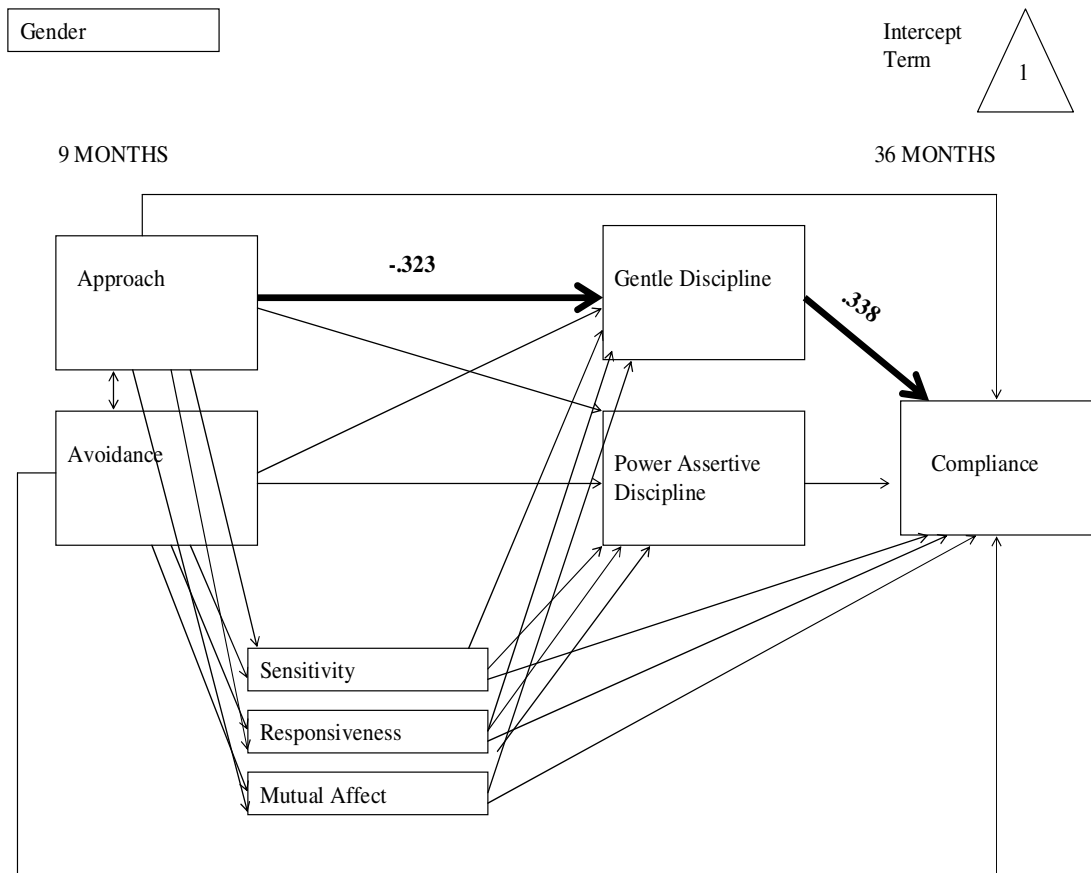 Gender
Intercept
Term
1
9 MONTHS
36 MONTHS
Approach
-.323
Gentle Discipline
.338
Avoidance
Power Assertive
Discipline
Compliance
Sensitivity
Responsiveness
Mutual Affect